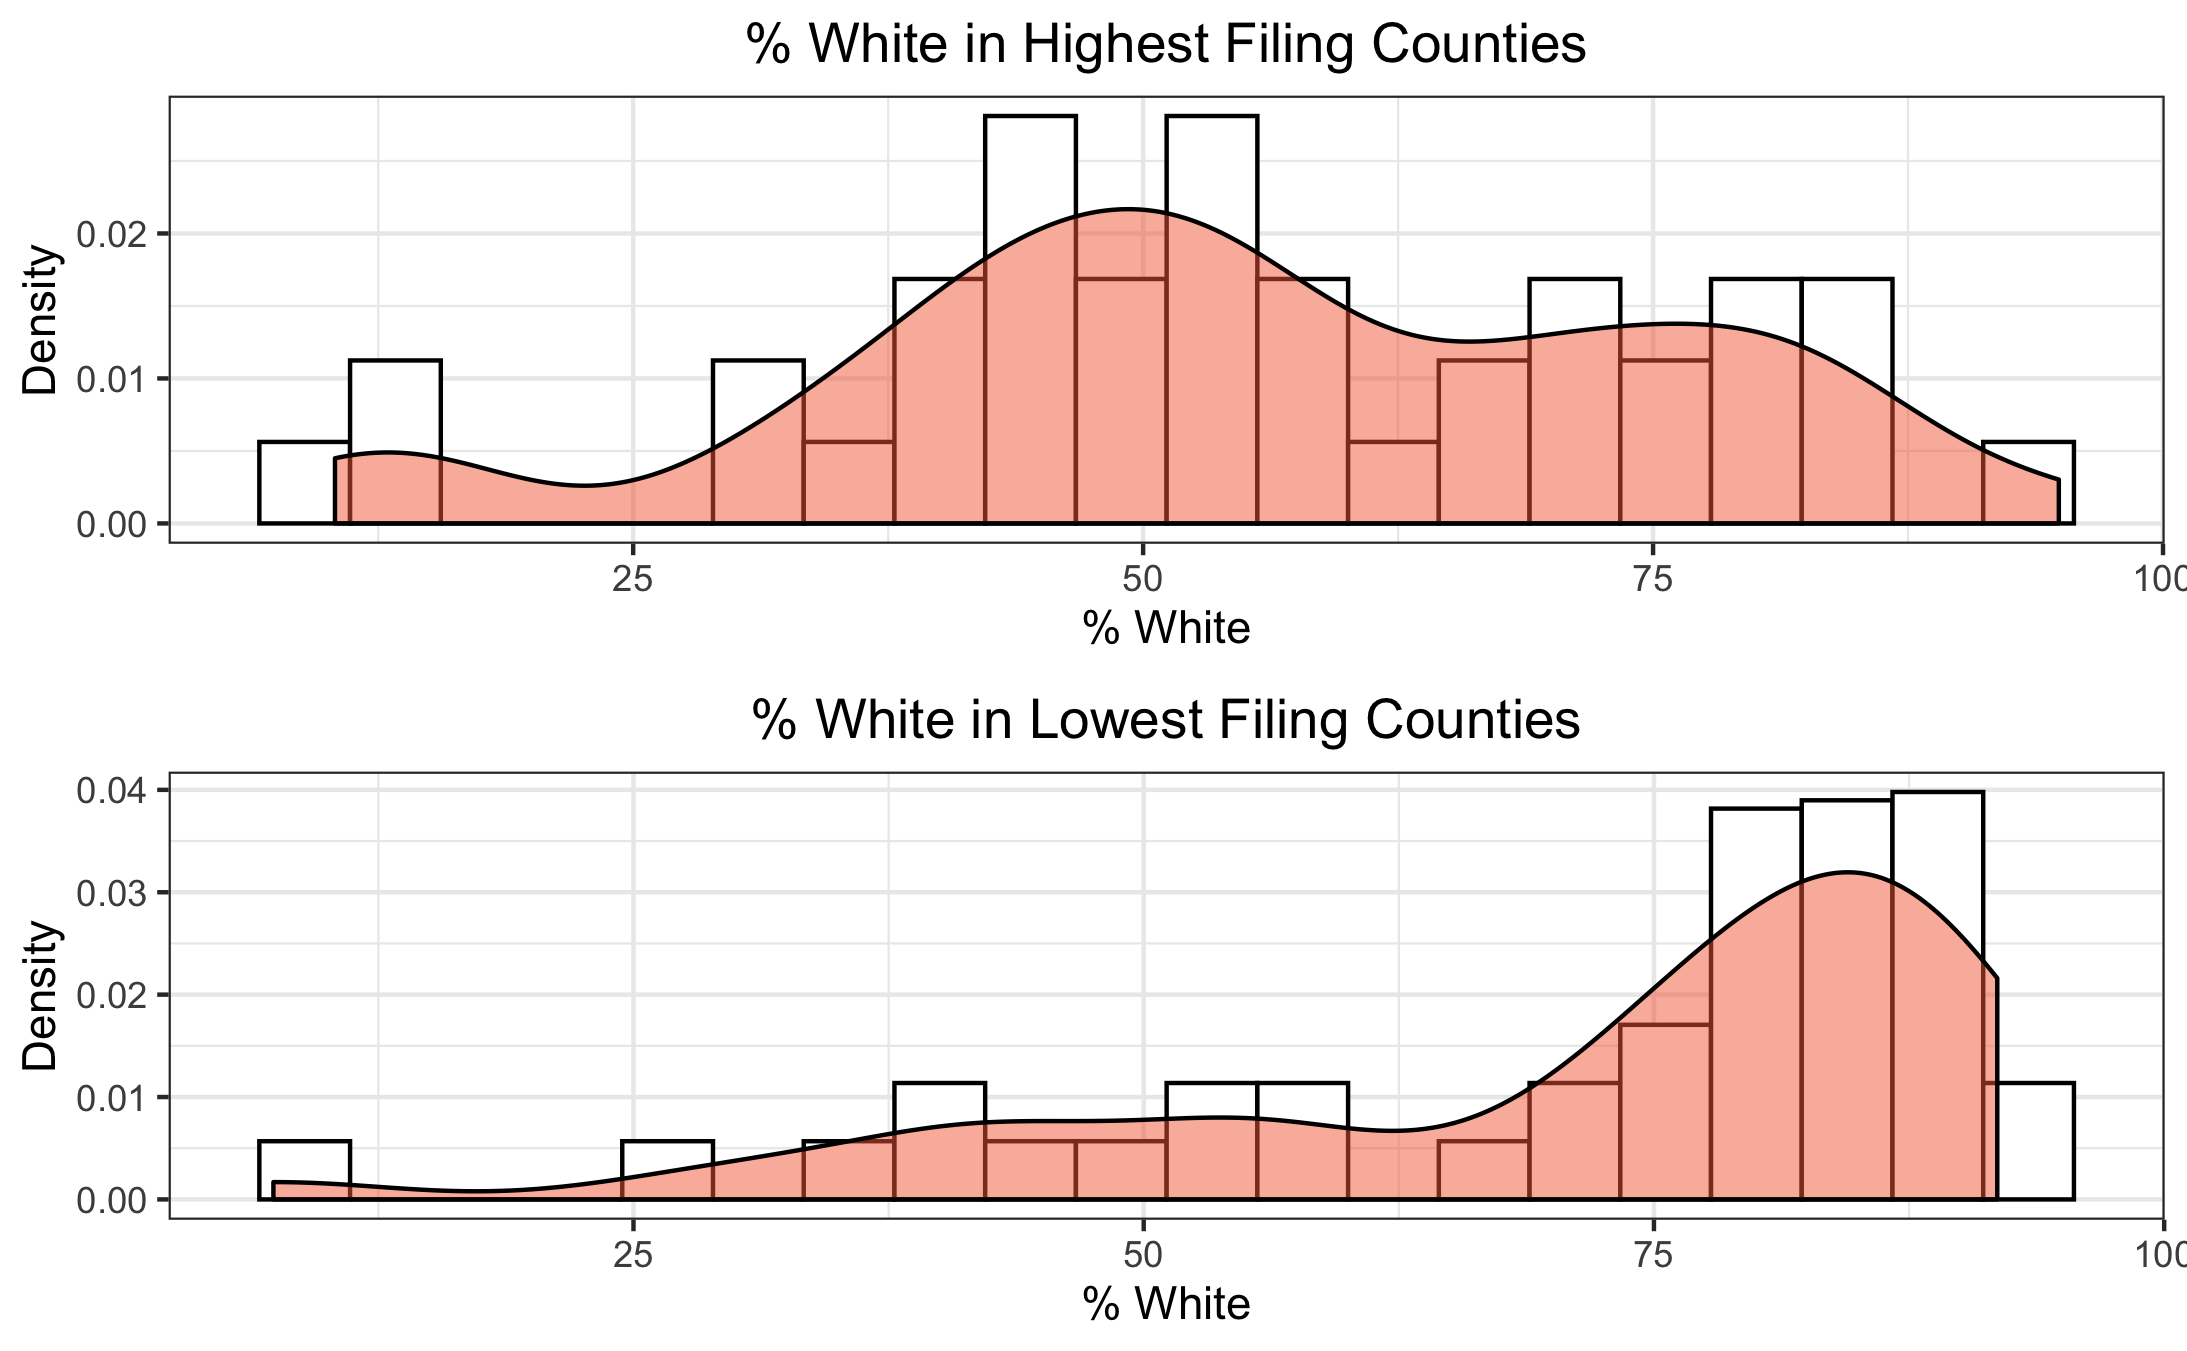 % White in Highest Filing Counties
Density
0.02
0.01
0.00
25 50 75 100
% White
% White in Lowest Filing Counties
Density
0.04
0.03
0.02
0.01
0.00
25 50 75 100
% White